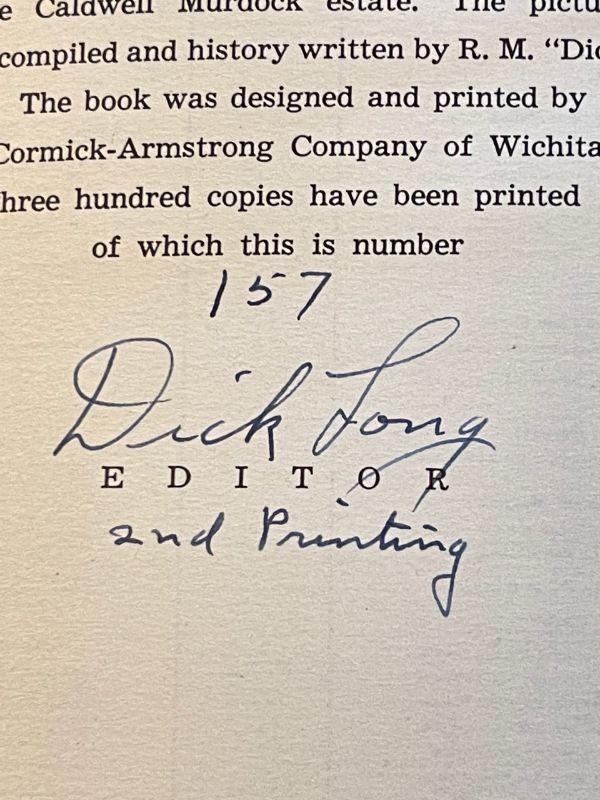 e Caldwell Murdock estate. The pictu
compiled and history written by R. M. “Dic
The book was designed and printed by
Cormick-Armstrong Company of Wichita
hree hundred copies have been printed
of which this is number
157
Dick Long
EDITOR
2nd Printing